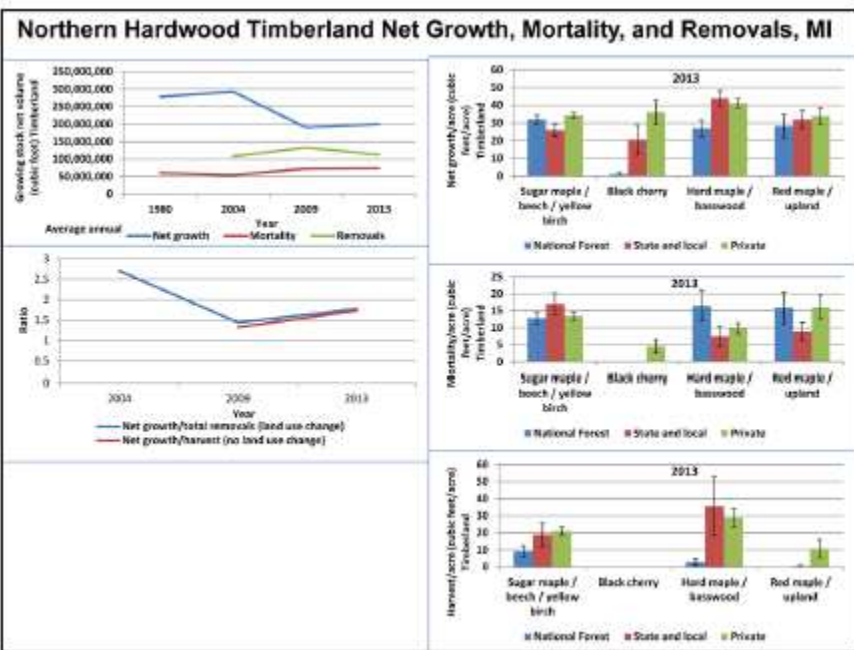 Northern Hardwood Timberland Net Growth, Mortality, and Removals, MI
Growing stock net volume
(cubic foot) Timberland
350,000,000
300,000,000
250,000,000
200,000,000
150,000,000
100,000,000
50,000,000
0
1980
2004
2009
2013
Year
Average annual
Net growth
Mortality
Removals
Ratio
3
2.5
2
1.5
1
0.5
0
2004
2009
2013
Year
Net growth/total removals (land use change)
Net growth/harvest (no land use change)
Net growth/acre (cubic
feet/acre)
Timberland
60
50
40
30
20
10
0
2013
Sugar maple /
beech / yellow
birch
Black cherry
Hard maple /
basswood
Red maple /
upland
National Forest
State and local
Private
Mortality/acre (cubic
feet/acre)
Timberland
25
20
15
10
5
0
2013
Sugar maple /
beech / yellow
birch
Black cherry
Hard maple /
basswood
Red maple /
upland
National Forest
State and local
Private
Harvest/acre (cubic feet/acre)
Timberland
60
50
40
30
20
10
0
2013
Sugar maple /
beech / yellow
birch
Black cherry
Hard maple /
basswood
Red maple /
upland
National Forest
State and local
Private